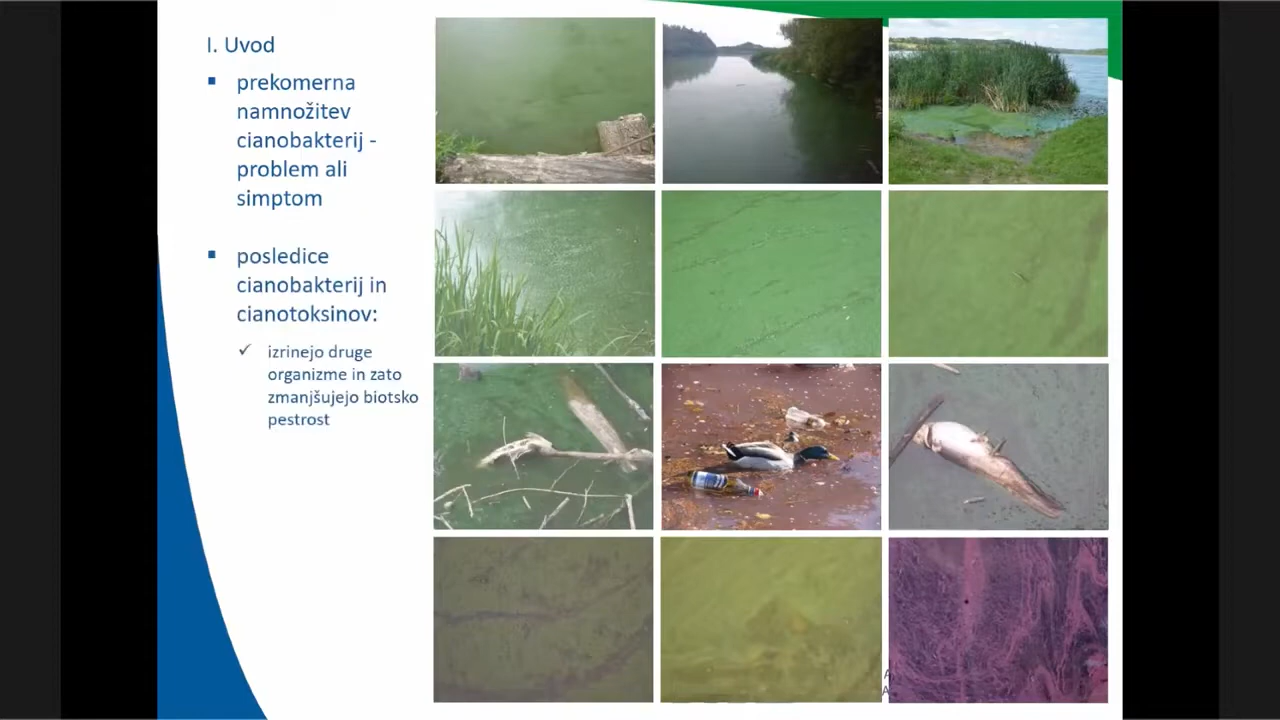 I. Uvod
▪ prekomerna
namnožitev
cianobakterij -
problem ali
simptom
▪ posledice
cianobakterij in
cianotoksinov:
✓ izrinejo druge
organizme in zato
zmanjšujejo biotsko
pestrost